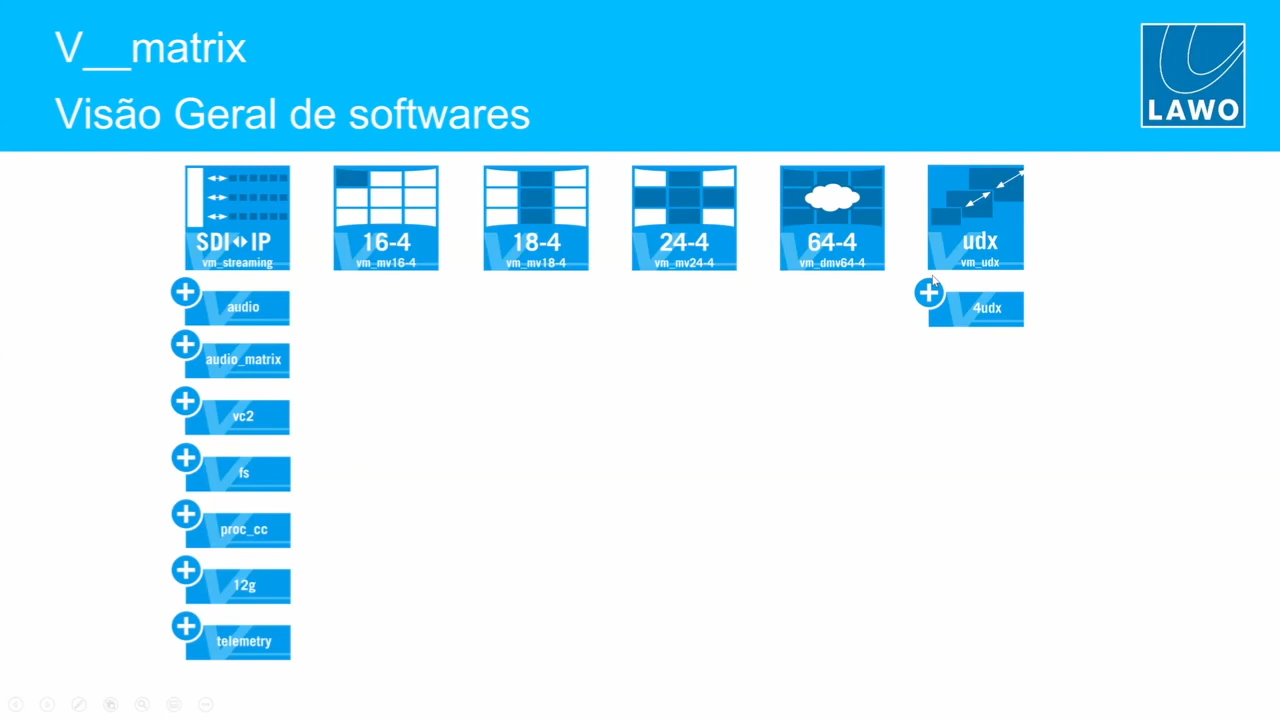 V__matrix
Visão Geral de softwares
LAWO
SDI IP
vm_streaming
16-4
vm_mv16-4
18-4
vm_mv18-4
24-4
vm_mv24-4
64-4
vm_dmv64-4
udx
vm_udx
audio
4udx
audio_matrix
vc2
fs
proc_cc
12g
telemetry